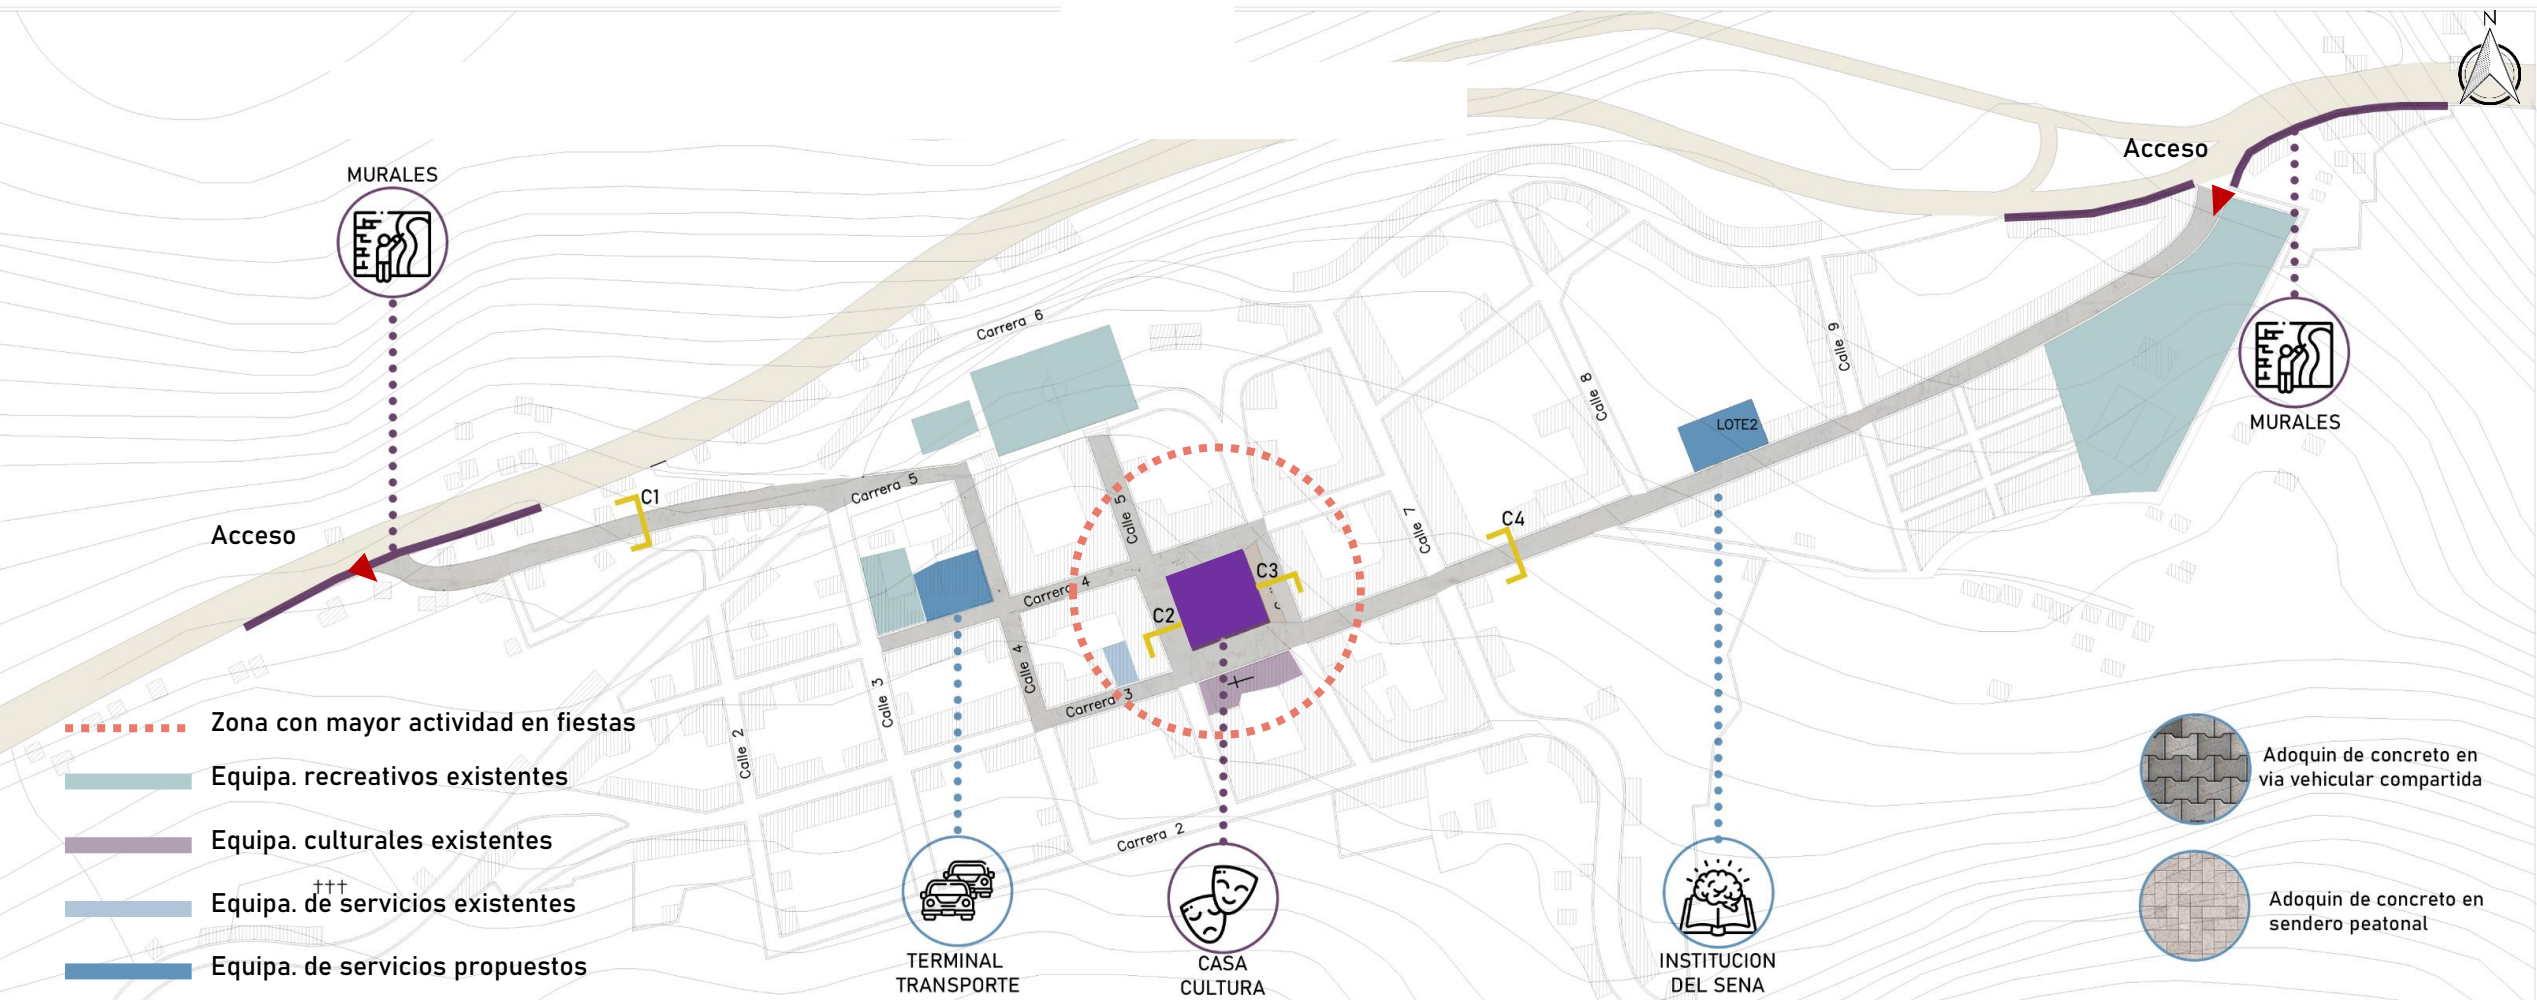 N
Acceso
MURALES
Carrera 6
Calle 9
Calle 8
MURALES
LOTE2
Carrera 5
C1
Calle 5
Calle 7
C4
Acceso
C3
Carrera 4
C2
Calle 4
Carrera 3
Calle 3
Calle 2
Carrera 2
Zona con mayor actividad en fiestas
Equipa. recreativos existentes
Equipa. culturales existentes
Equipa. de servicios existentes
Equipa. de servicios propuestos
TERMINAL
TRANSPORTE
CASA
CULTURA
INSTITUCION
DEL SENA
Adoquin de concreto en
via vehicular compartida
Adoquin de concreto en
sendero peatonal